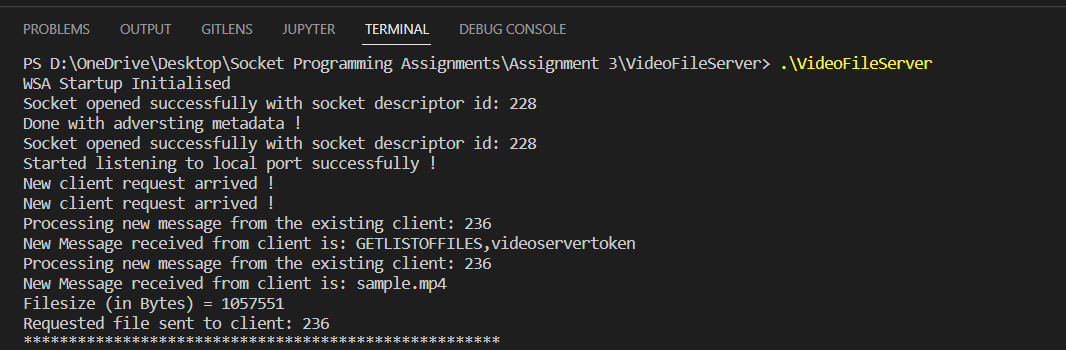 PROBLEMS OUTPUT GITLENS JUPYTER TERMINAL DEBUG CONSOLE
PS D:\OneDrive\Desktop\Socket Programming Assignments\Assignment 3\VideoFileServer> .\VideoFileServer
WSA Startup Initialised
Socket opened successfully with socket descriptor id: 228
Done with adversting metadata !
Socket opened successfully with socket descriptor id: 228
Started listening to local port successfully !
New client request arrived !
New client request arrived !
Processing new message from the existing client: 236
New Message received from client is: GETLISTOFFILES,videoservertoken
Processing new message from the existing client: 236
New Message received from client is: sample.mp4
Filesize (in Bytes) = 1057551
Requested file sent to client: 236
****************************************************